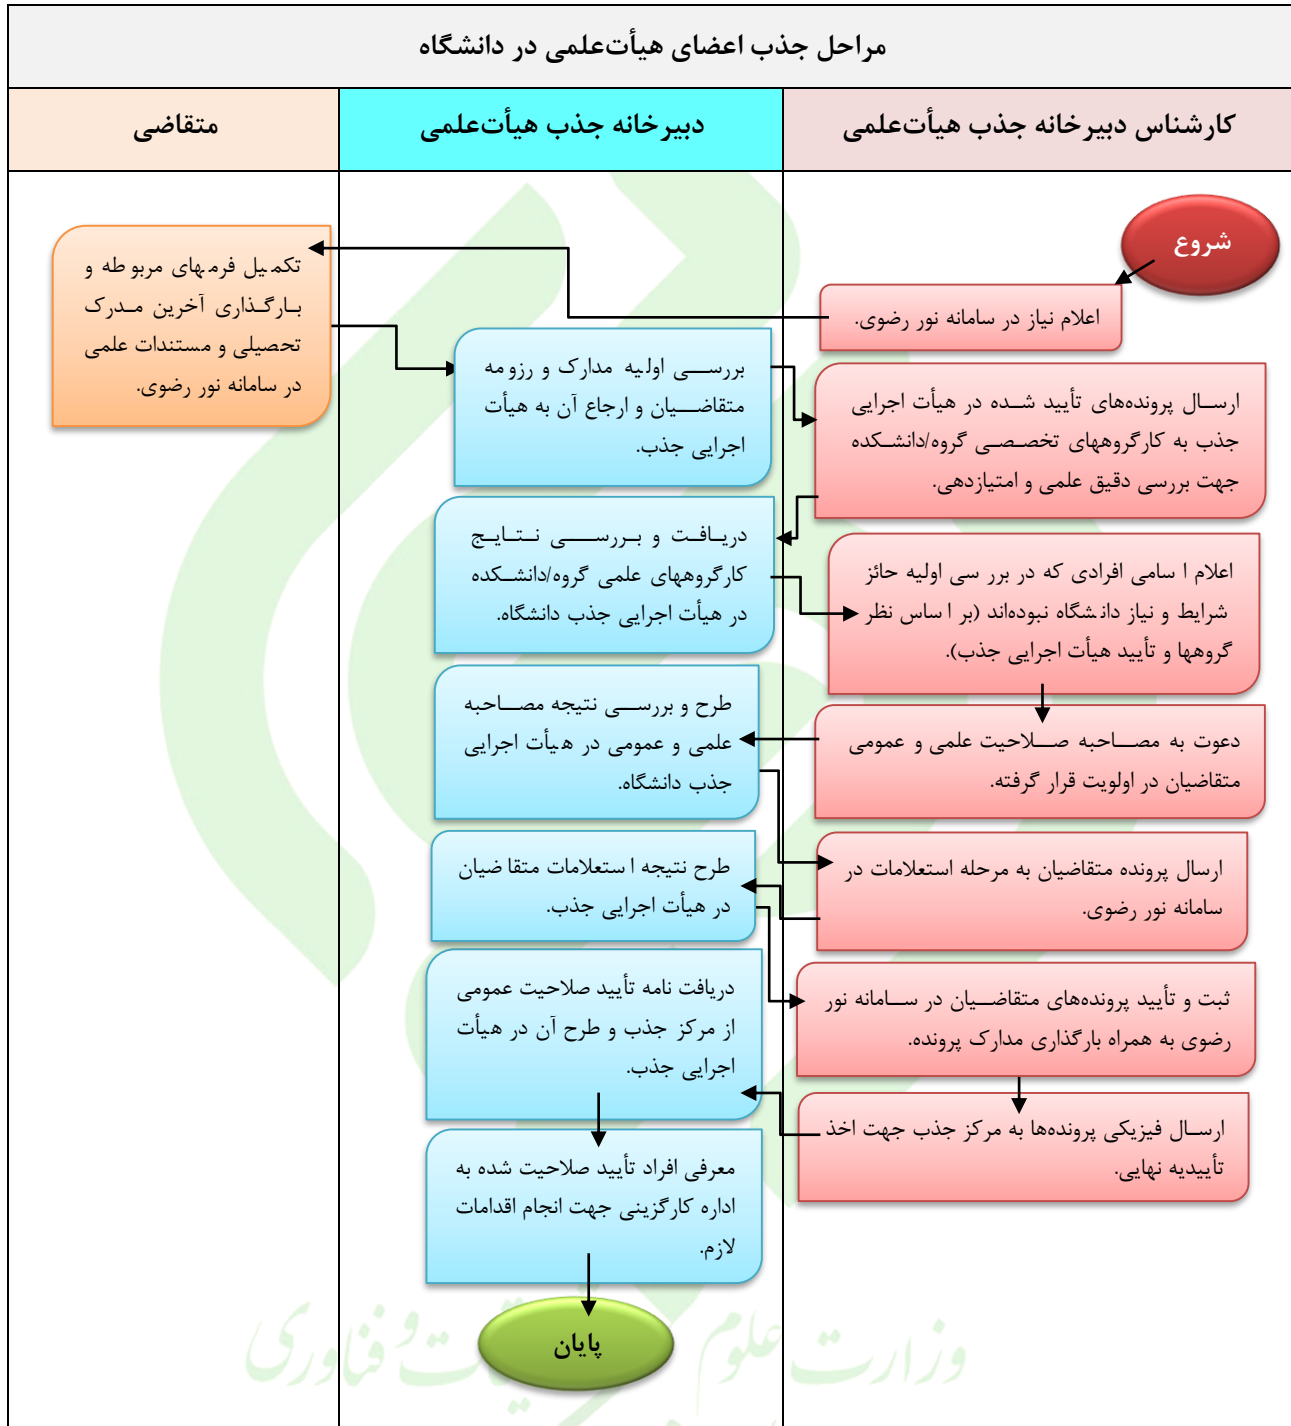 مراحل جذب اعضای هیأت‌علمی در دانشگاه
کارشناس دبیرخانه جذب هیأت‌علمی
دبیرخانه جذب هیأت‌علمی
متقاضی
شروع
اعلام نیاز در سامانه نور رضوی.
تکمیل فرمهای مربوطه و
بارگذاری آخرین مدرک
تحصیلی و مستندات علمی
در سامانه نور رضوی.
بررسی اولیه مدارک و رزومه
متقاضیان و ارجاع آن به هیأت
اجرایی جذب.
ارسال پرونده‌های تأیید شده در هیأت اجرایی
جذب به کارگروههای تخصصی گروه/دانشکده
جهت بررسی دقیق علمی و امتیازدهی.
دریافت و بررسی نتایج
کارگروههای علمی گروه/دانشکده
در هیأت اجرایی جذب دانشگاه.
اعلام اسامی افرادی که در بررسی اولیه حائز
شرایط و نیاز دانشگاه نبوده‌اند (بر اساس نظر
گروهها و تأیید هیأت اجرایی جذب).
دعوت به مصاحبه صلاحیت علمی و عمومی
متقاضیان در اولویت قرار گرفته.
طرح و بررسی نتیجه مصاحبه
علمی و عمومی در هیأت اجرایی
جذب دانشگاه.
ارسال پرونده متقاضیان به مرحله استعلامات در
سامانه نور رضوی.
طرح نتیجه استعلامات متقاضیان
در هیأت اجرایی جذب.
ثبت و تأیید پرونده‌های متقاضیان در سامانه نور
رضوی به همراه بارگذاری مدارک پرونده.
ارسال فیزیکی پرونده‌ها به مرکز جذب جهت اخذ
تأییدیه نهایی.
دریافت نامه تأیید صلاحیت عمومی
از مرکز جذب و طرح آن در هیأت
اجرایی جذب.
معرفی افراد تأیید صلاحیت شده به
اداره کارگزینی جهت انجام اقدامات
لازم.
پایان
وزارت علوم و فناوری